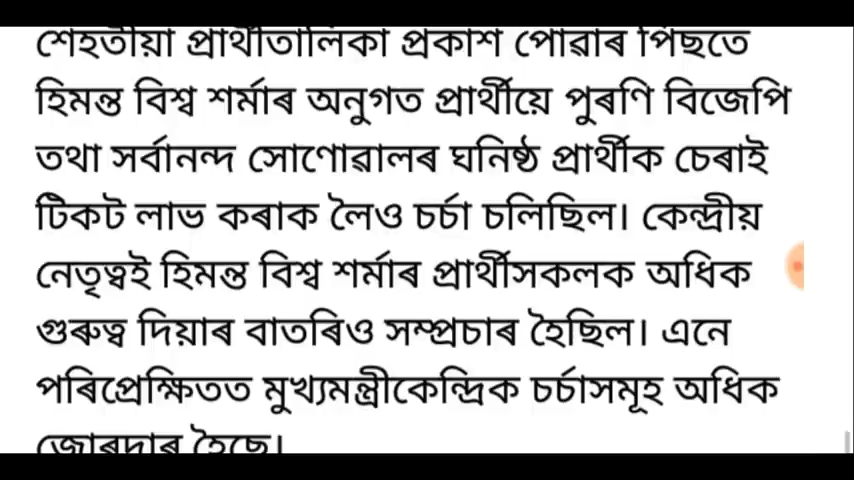 শেহতীয়া প্ৰাৰ্থীতালিকা প্ৰকাশ পোৱাৰ পিছতে
হিমন্ত বিশ্ব শৰ্মাৰ অনুগত প্ৰাৰ্থীয়ে পুৰণি বিজেপি
তথা সৰ্বানন্দ সোণোৱালৰ ঘনিষ্ঠ প্ৰাৰ্থীক চেৰাই
টিকট লাভ কৰাক লৈও চৰ্চা চলিছিল। কেন্দ্ৰীয়
নেতৃত্বই হিমন্ত বিশ্ব শৰ্মাৰ প্ৰাৰ্থীসকলক অধিক
গুৰুত্ব দিয়াৰ বাতৰিও সম্প্ৰচাৰ হৈছিল। এনে
পৰিপ্ৰেক্ষিতত মুখ্যমন্ত্ৰীকেন্দ্ৰিক চৰ্চাসমূহ অধিক
জোৰদাৰ হৈছে।